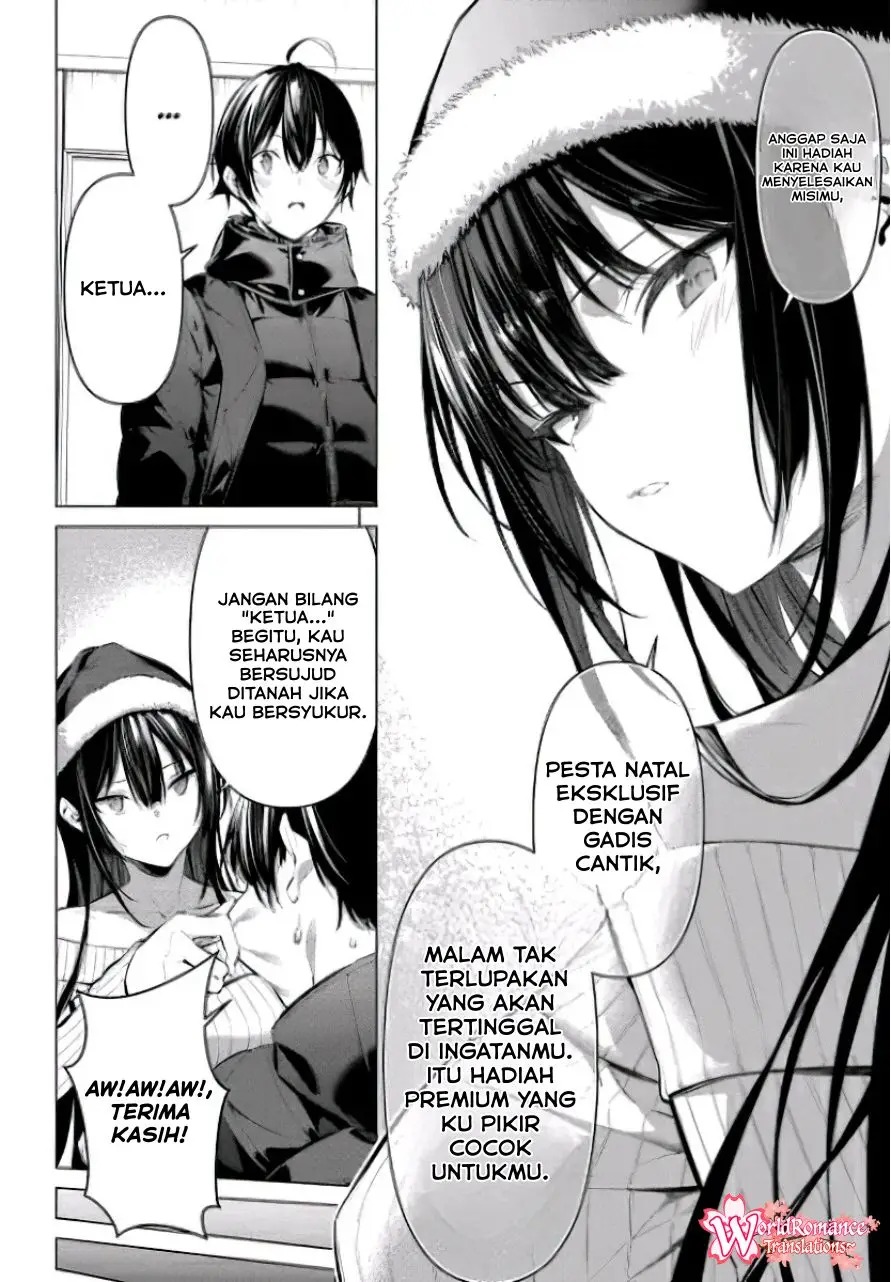 ANGGAP SAJA
INI HADIAH
KARENA KAU
MENYELESAIKAN
MISIMU,
PESTA NATAL
EKSKLUSIF
DENGAN
GADIS
CANTIK,
MALAM TAK
TERLUPAKAN
YANG AKAN
TERTINGGAL
DI INGATANMU.
ITU HADIAH
PREMIUM YANG
KU PIKIR
COCOK
UNTUKMU.
...
KETUA...
JANGAN BILANG
"KETUA..."
BEGITU, KAU
SEHARUSNYA
BERSUJUD
DITANAH JIKA
KAU BERSYUKUR.
AW!AW!AW!,
TERIMA
KASIH!
WorldRomance
Translations~